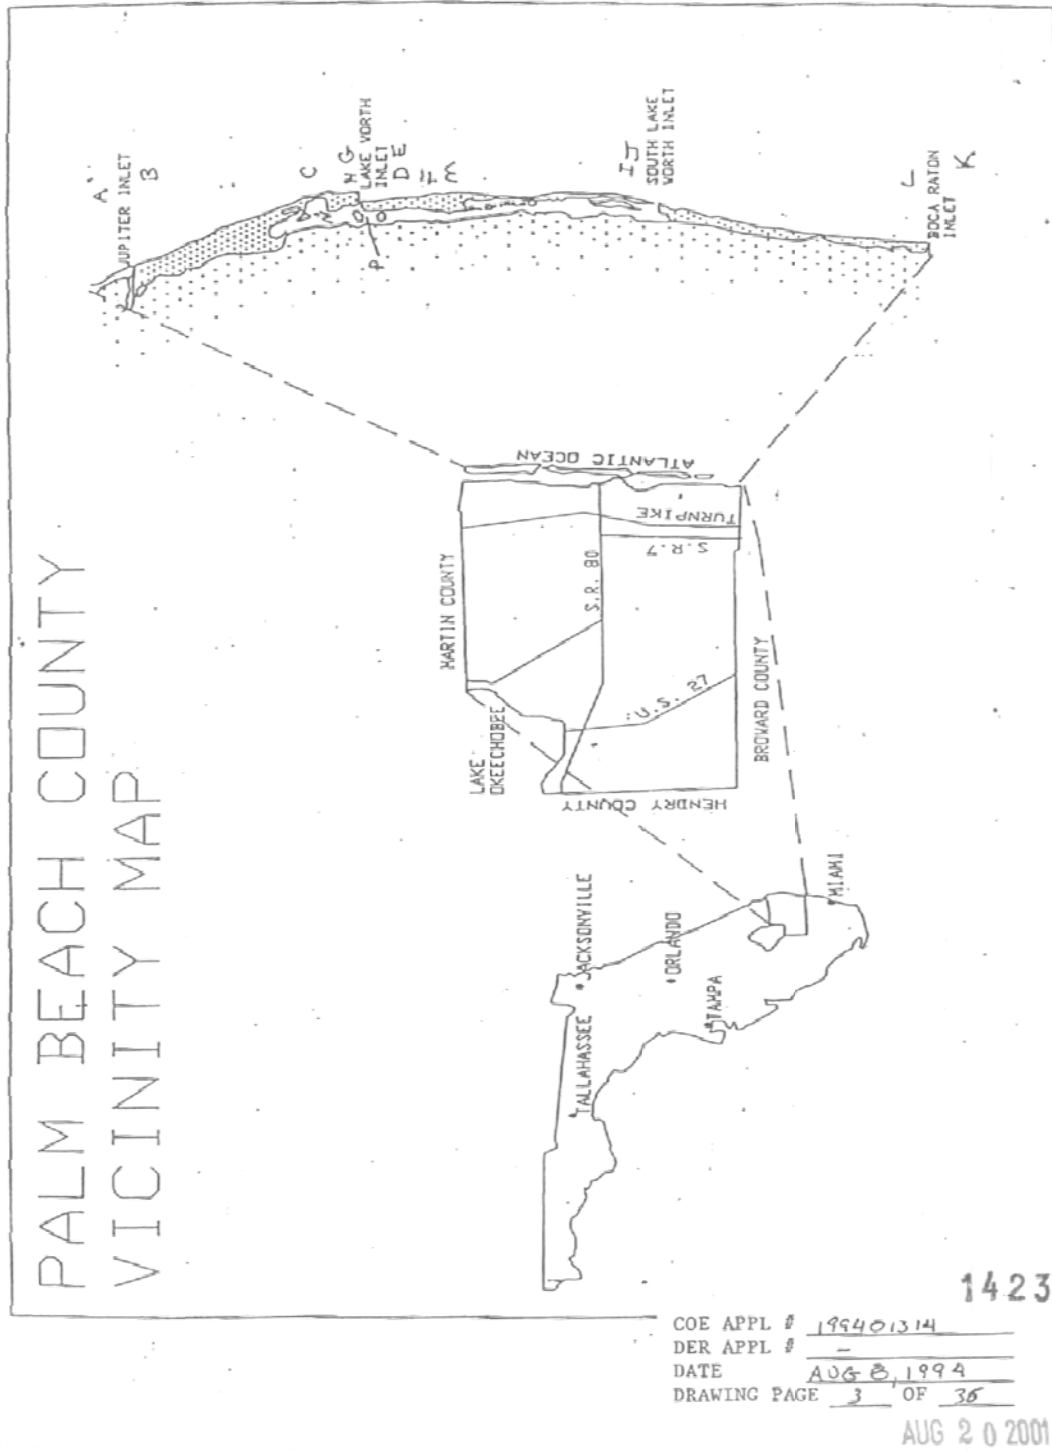 PALM BEACH COUNTY
VICINITY MAP
A
JUPITER INLET
B
C
H G
LAKE WORTH
INLET
D E
F
M
P
I J
SOUTH LAKE
WORTH INLET
L
BOCA RATON
INLET
K
ATLANTIC OCEAN
TURNPIKE
S.R. 7
S.R. 80
MARTIN COUNTY
LAKE
OKEECHOBEE
U.S. 27
HENDRY COUNTY
BROWARD COUNTY
JACKSONVILLE
TALLAHASSEE
ORLANDO
TAMPA
MIAMI
1423
COE APPL # 199401314
DER APPL # -
DATE AUG 8, 1994
DRAWING PAGE 3 OF 36
AUG 20 2001